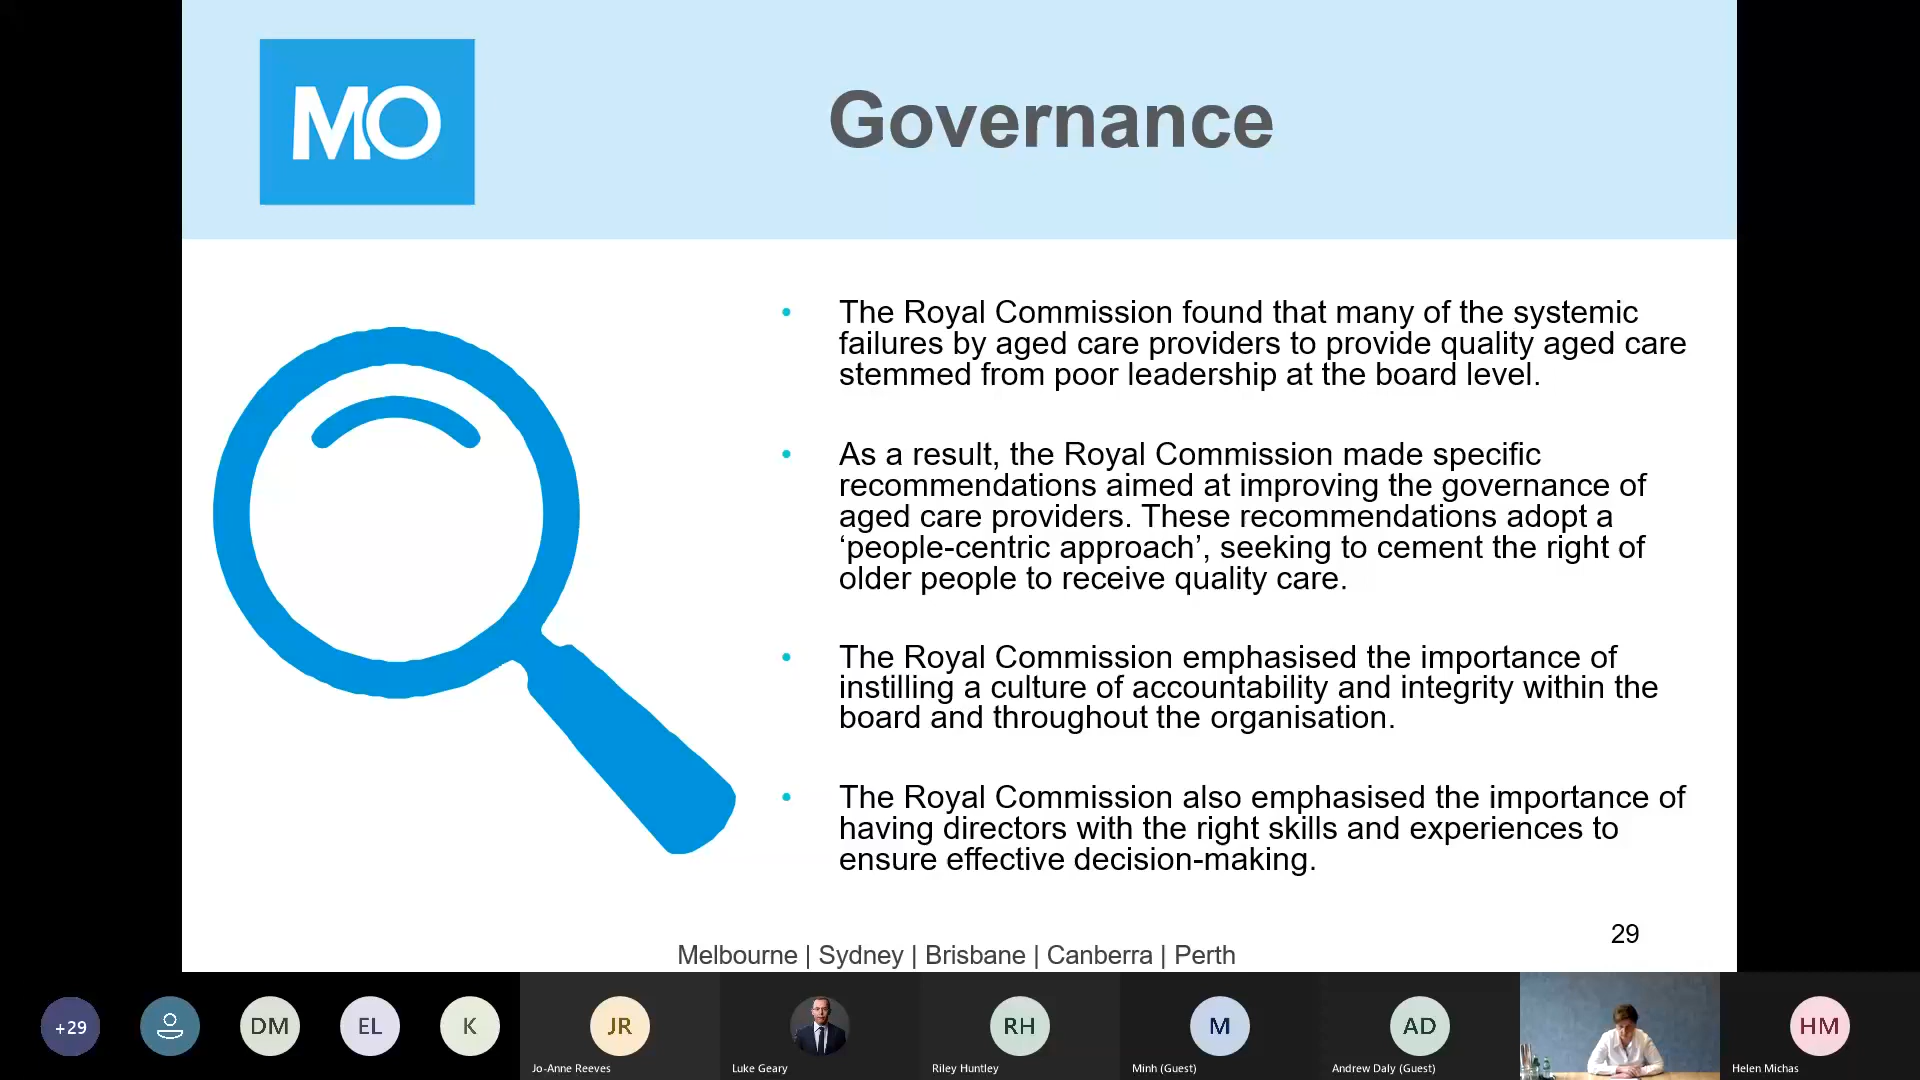 MO
Governance
• The Royal Commission found that many of the systemic
failures by aged care providers to provide quality aged care
stemmed from poor leadership at the board level.
• As a result, the Royal Commission made specific
recommendations aimed at improving the governance of
aged care providers. These recommendations adopt a
‘people-centric approach’, seeking to cement the right of
older people to receive quality care.
• The Royal Commission emphasised the importance of
instilling a culture of accountability and integrity within the
board and throughout the organisation.
• The Royal Commission also emphasised the importance of
having directors with the right skills and experiences to
ensure effective decision-making.
29
Melbourne | Sydney | Brisbane | Canberra | Perth
+29
DM
EL
K
JR
RH
M
AD
HM
Jo-Anne Reeves
Luke Geary
Riley Huntley
Minh (Guest)
Andrew Daly (Guest)
Helen Michas